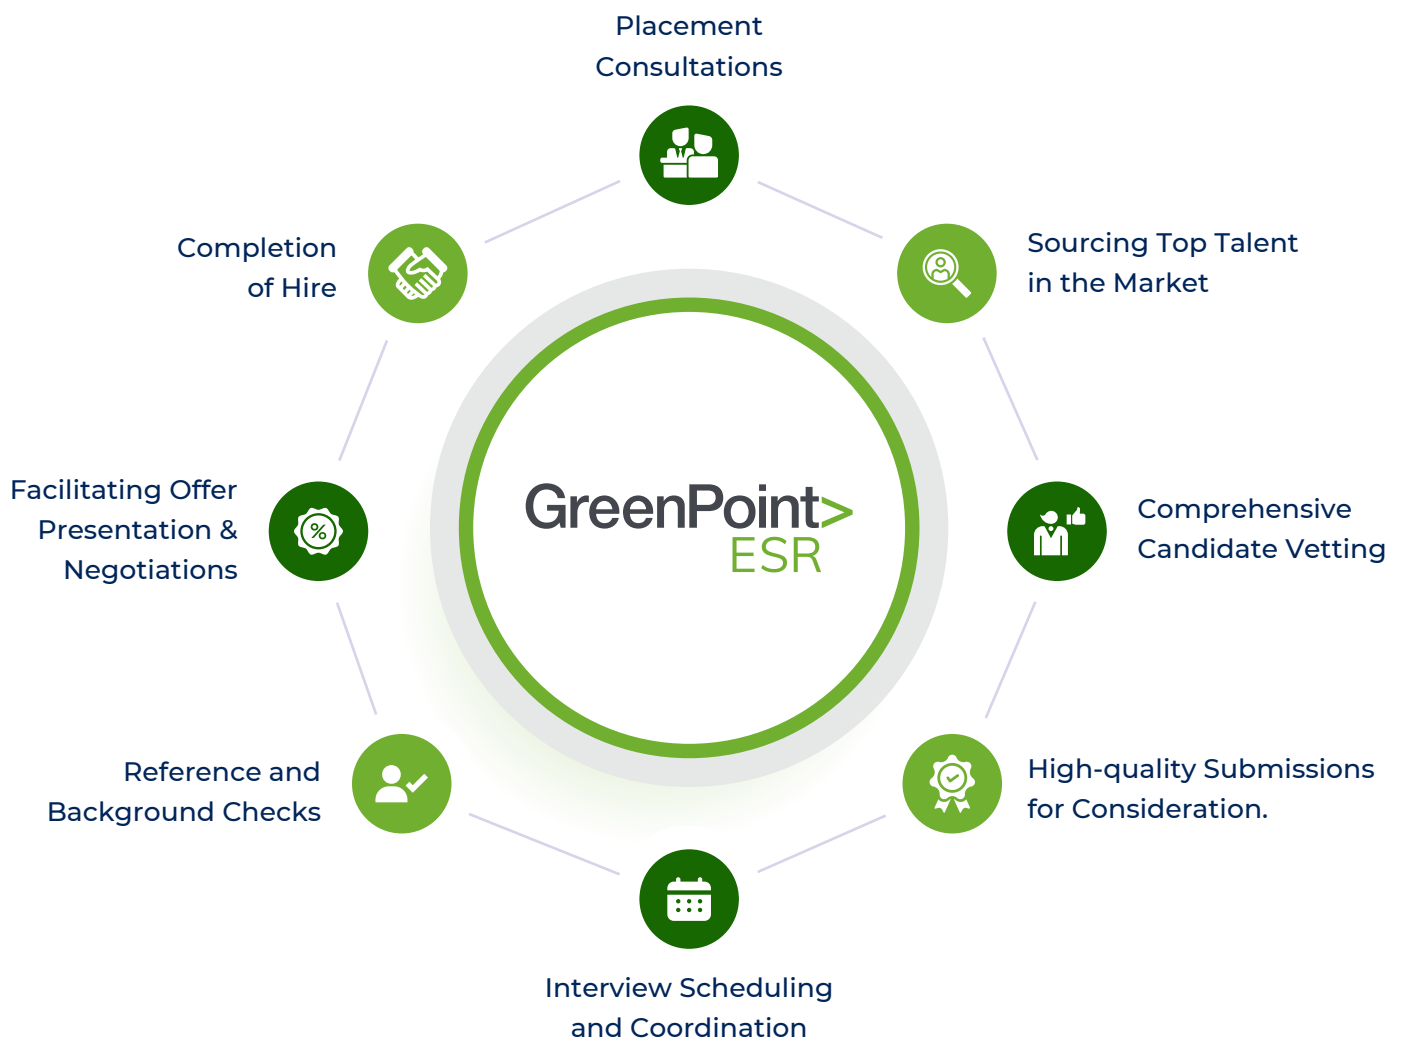 Placement
Consultations
Sourcing Top Talent
in the Market
Comprehensive
Candidate Vetting
High-quality Submissions
for Consideration.
Interview Scheduling
and Coordination
Reference and
Background Checks
Facilitating Offer
Presentation &
Negotiations
Completion
of Hire
GreenPoint>
ESR
%